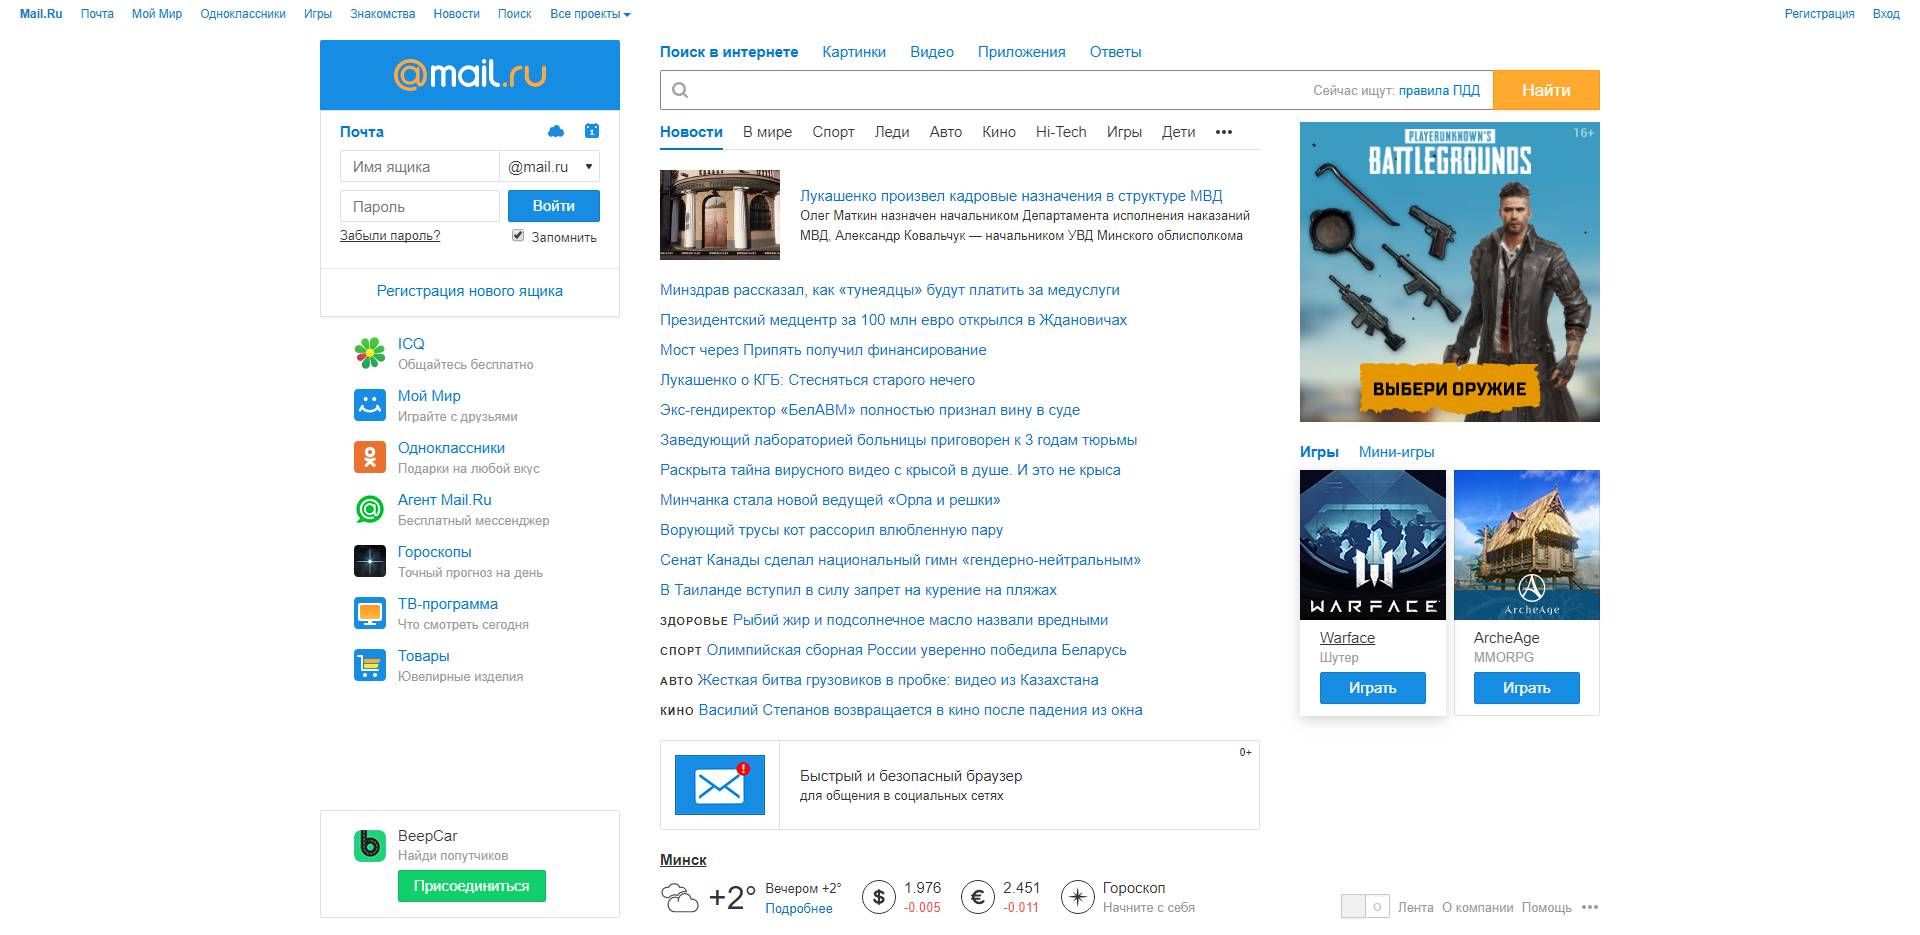 Mail.Ru Почта Мой Мир Одноклассники Игры Знакомства Новости Поиск Все проекты Регистрация Вход
@mail.ru
Почта
1
Имя ящика @mail.ru
Пароль Войти
Забыли пароль? Запомнить
Регистрация нового ящика
ICQ
Общайтесь бесплатно
Мой Мир
Играйте с друзьями
Одноклассники
Подарки на любой вкус
Агент Mail.Ru
Бесплатный мессенджер
Гороскопы
Точный прогноз на день
ТВ-программа
Что смотреть сегодня
Товары
Ювелирные изделия
BeepCar
Найди попутчиков
Присоединиться
Поиск в интернете Картинки Видео Приложения Ответы
Сейчас ищут: правила ПДД Найти
Новости В мире Спорт Леди Авто Кино Hi-Tech Игры Дети •••
Лукашенко произвел кадровые назначения в структуре МВД
Олег Маткин назначен начальником Департамента исполнения наказаний
МВД, Александр Ковальчук — начальником УВД Минского облисполкома
Минздрав рассказал, как «тунеядцы» будут платить за медуслуги
Президентский медцентр за 100 млн евро открылся в Ждановичах
Мост через Припять получил финансирование
Лукашенко о КГБ: Стесняться старого нечего
Экс-гендиректор «БелАВМ» полностью признал вину в суде
Заведующий лабораторией больницы приговорен к 3 годам тюрьмы
Раскрыта тайна вирусного видео с крысой в душе. И это не крыса
Минчанка стала новой ведущей «Орла и решки»
Ворующий трусы кот рассорил влюбленную пару
Сенат Канады сделал национальный гимн «гендерно-нейтральным»
В Таиланде вступил в силу запрет на курение на пляжах
ЗДОРОВЬЕ Рыбий жир и подсолнечное масло назвали вредными
СПОРТ Олимпийская сборная России уверенно победила Беларусь
АВТО Жесткая битва грузовиков в пробке: видео из Казахстана
КИНО Василий Степанов возвращается в кино после падения из окна
0+
Быстрый и безопасный браузер
для общения в социальных сетях
Минск
+2° Вечером +2° $ 1.976 € 2.451 Гороскоп
Подробнее -0.005 -0.011 Начните с себя
PLAYERUNKNOWN'S 16+
BATTLEGROUNDS
ВЫБЕРИ ОРУЖИЕ
Игры Мини-игры
WARFACE ArcheAge
Warface ArcheAge
Шутер MMORPG
Играть Играть
Лента О компании Помощь •••